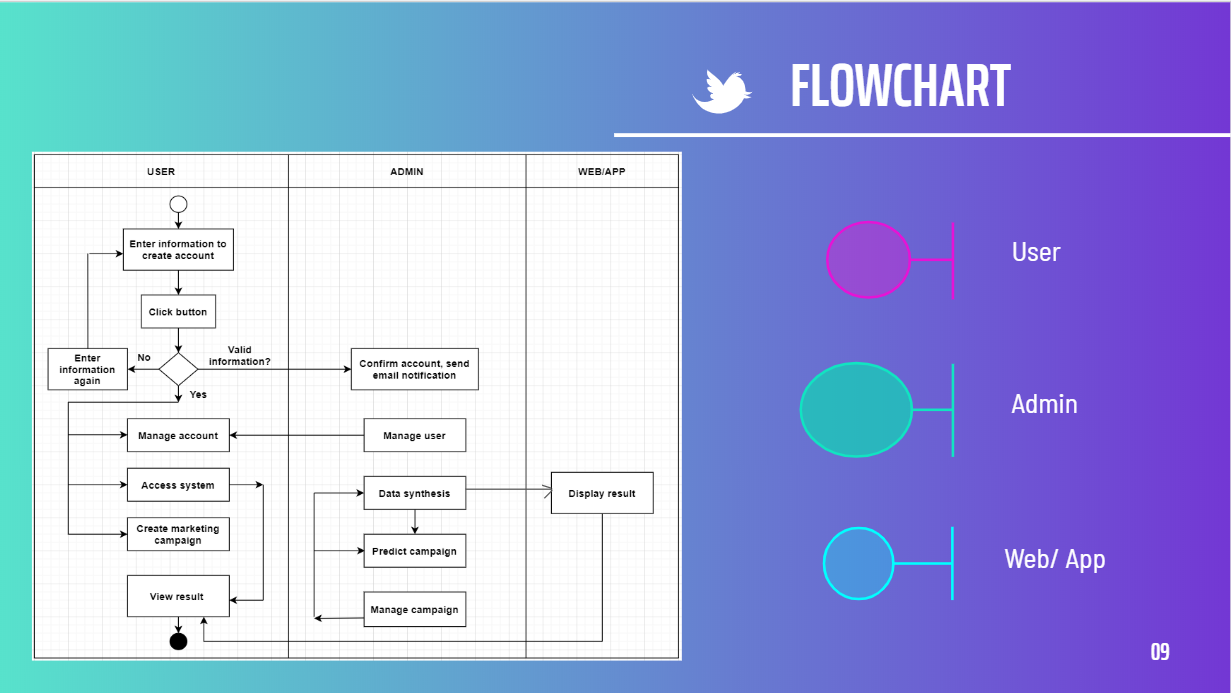 FLOWCHART
USER
ADMIN
WEB/APP
Enter information to
create account
Click button
Enter
information
again
No
Valid
information?
Yes
Confirm account, send
email notification
Manage account
Manage user
Access system
Data synthesis
Display result
Create marketing
campaign
Predict campaign
View result
Manage campaign
User
Admin
Web/ App
09